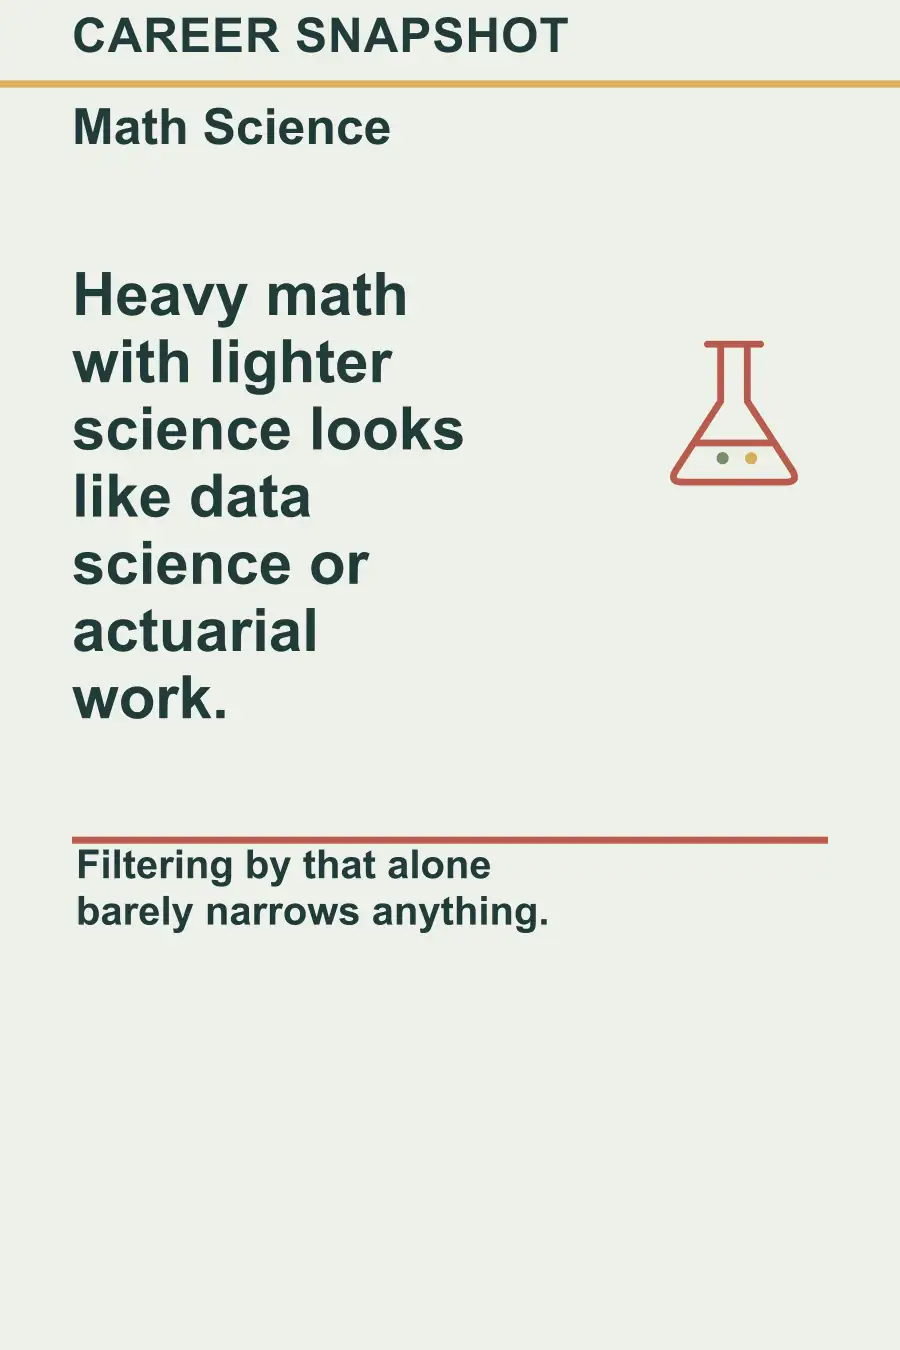 CAREER SNAPSHOT
Math Science
Heavy math
with lighter
science looks
like data
science or
actuarial
work.
Filtering by that alone
barely narrows anything.